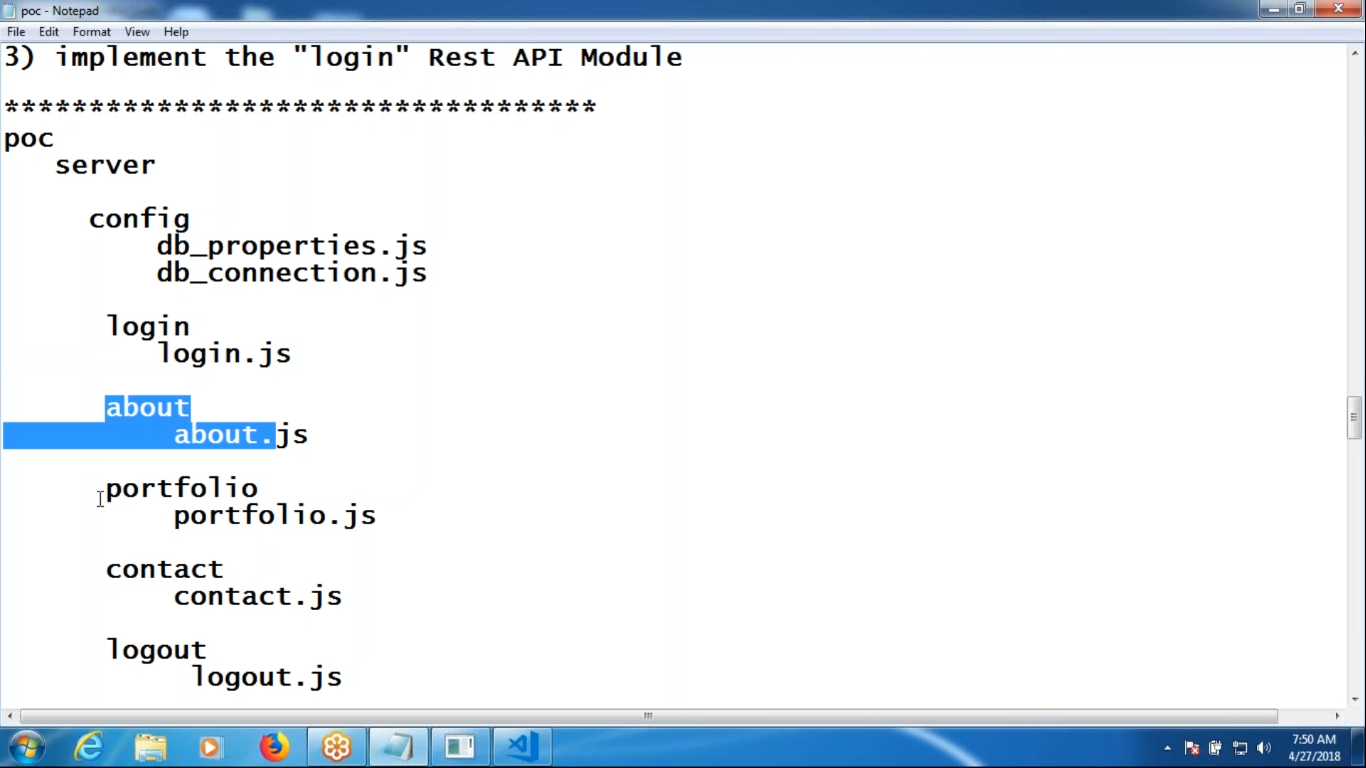 poc - Notepad
File Edit Format View Help
3) implement the "login" Rest API Module
***********************************
poc
server
config
db_properties.js
db_connection.js
login
login.js
about
about.js
portfolio
portfolio.js
contact
contact.js
logout
logout.js
7:50 AM
4/27/2018